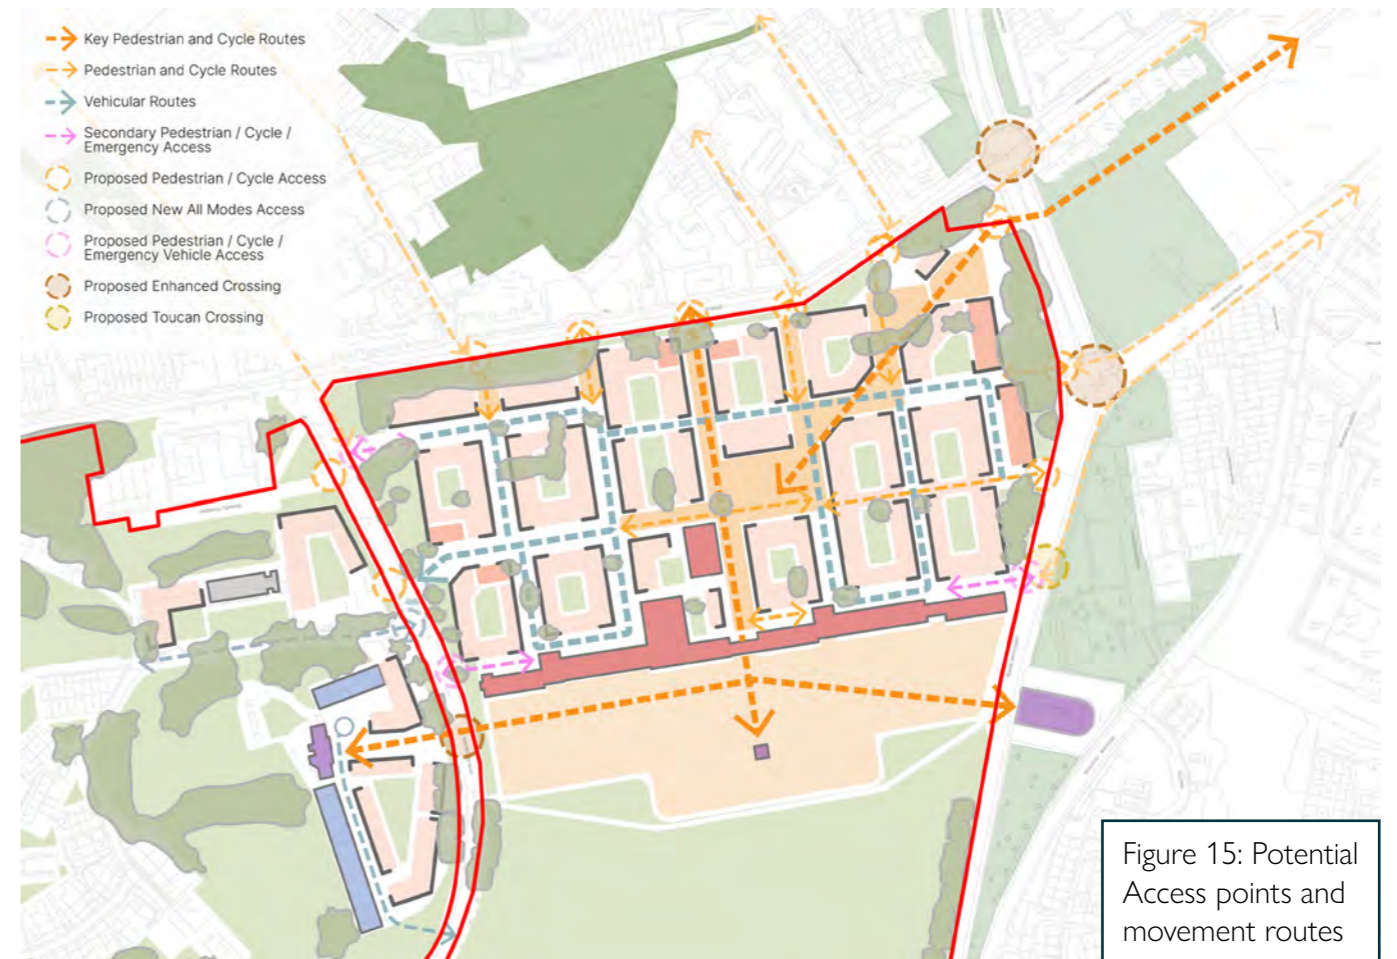 Key Pedestrian and Cycle Routes
Pedestrian and Cycle Routes
Vehicular Routes
Secondary Pedestrian / Cycle /
Emergency Access
Proposed Pedestrian / Cycle Access
Proposed New All Modes Access
Proposed Pedestrian / Cycle /
Emergency Vehicle Access
Proposed Enhanced Crossing
Proposed Toucan Crossing
Figure 15: Potential
Access points and
movement routes